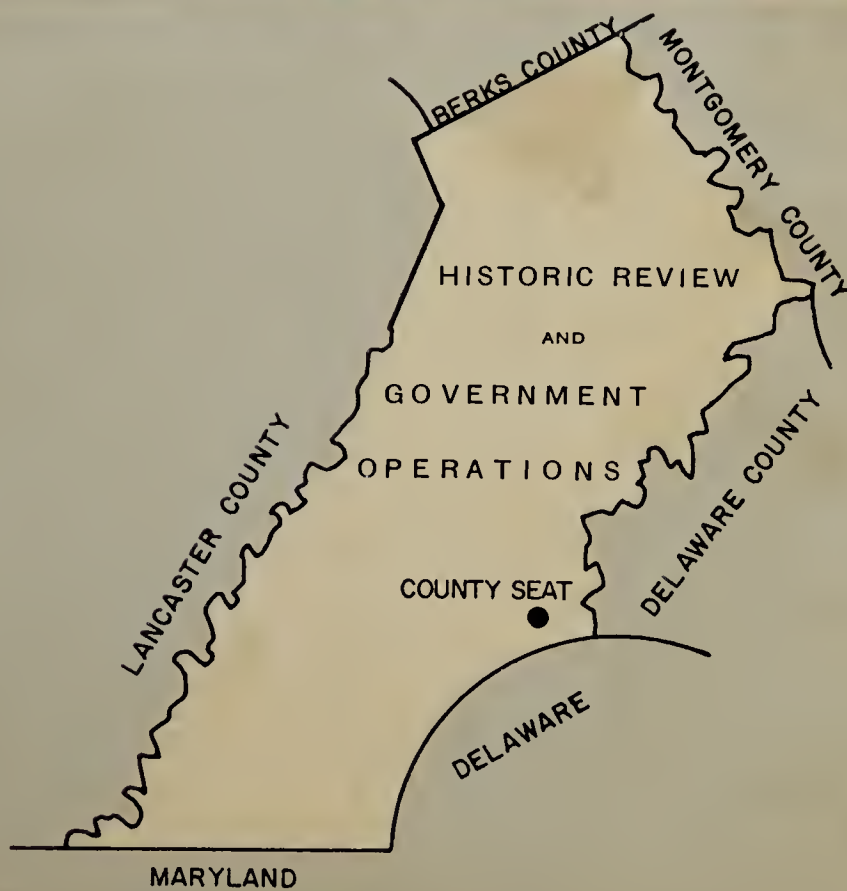 BERKS COUNTY
MONTGOMERY COUNTY
HISTORIC REVIEW
AND
GOVERNMENT
OPERATIONS
LANCASTER COUNTY
DELAWARE COUNTY
COUNTY SEAT
DELAWARE
MARYLAND